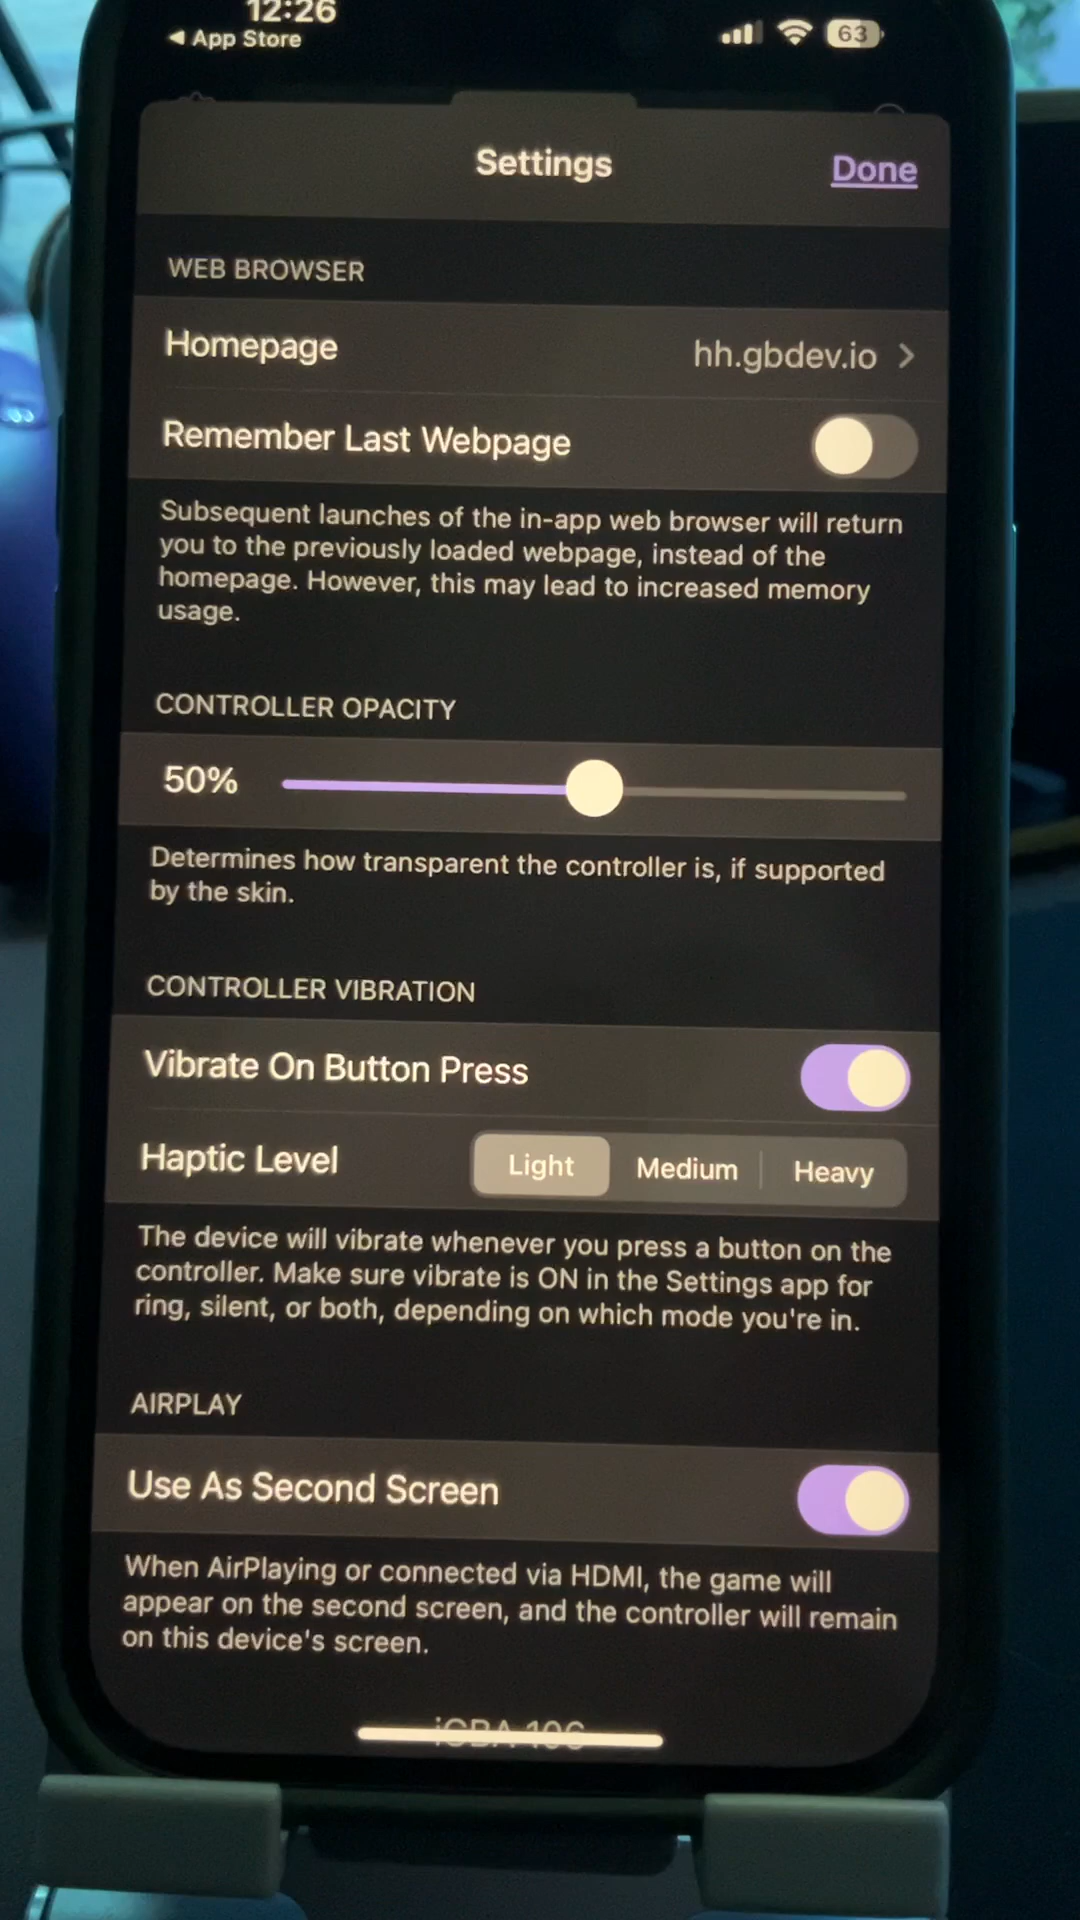 12:26
◀ App Store
63
Settings
Done
WEB BROWSER
Homepage
hh.gbdev.io >
Remember Last Webpage
Subsequent launches of the in-app web browser will return
you to the previously loaded webpage, instead of the
homepage. However, this may lead to increased memory
usage.
CONTROLLER OPACITY
50%
Determines how transparent the controller is, if supported
by the skin.
CONTROLLER VIBRATION
Vibrate On Button Press
Haptic Level
Light
Medium
Heavy
The device will vibrate whenever you press a button on the
controller. Make sure vibrate is ON in the Settings app for
ring, silent, or both, depending on which mode you're in.
AIRPLAY
Use As Second Screen
When AirPlaying or connected via HDMI, the game will
appear on the second screen, and the controller will remain
on this device's screen.